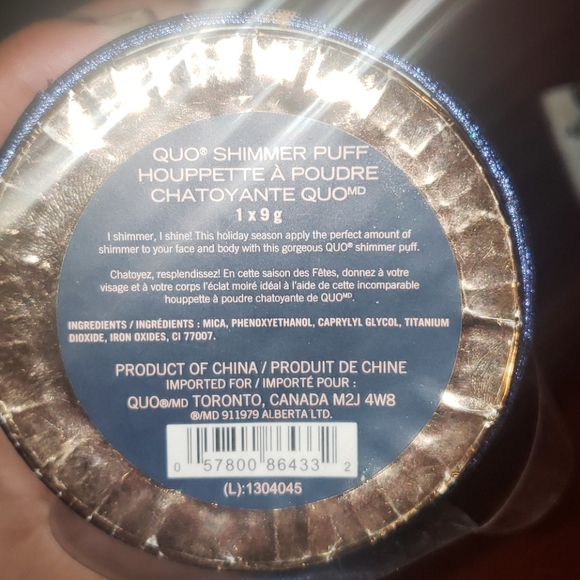 QUO® SHIMMER PUFF
HOUPPETTE À POUDRE
CHATOYANTE QUOMD
1 x 9 g
I shimmer, I shine! This holiday season apply the perfect amount of
shimmer to your face and body with this gorgeous QUO® shimmer puff.
Chatoyez, resplendissez! En cette saison des Fêtes, donnez à votre
visage et à votre corps l'éclat moiré idéal à l'aide de cette incomparable
houppette à poudre chatoyante de QUOMD.
INGREDIENTS / INGRÉDIENTS : MICA, PHENOXYETHANOL, CAPRYLYL GLYCOL, TITANIUM
DIOXIDE, IRON OXIDES, CI 77007.
PRODUCT OF CHINA / PRODUIT DE CHINE
IMPORTED FOR / IMPORTÉ POUR :
QUO®/MD TORONTO, CANADA M2J 4W8
®/MD 911979 ALBERTA LTD.
0 57800 86433 2
(L):1304045